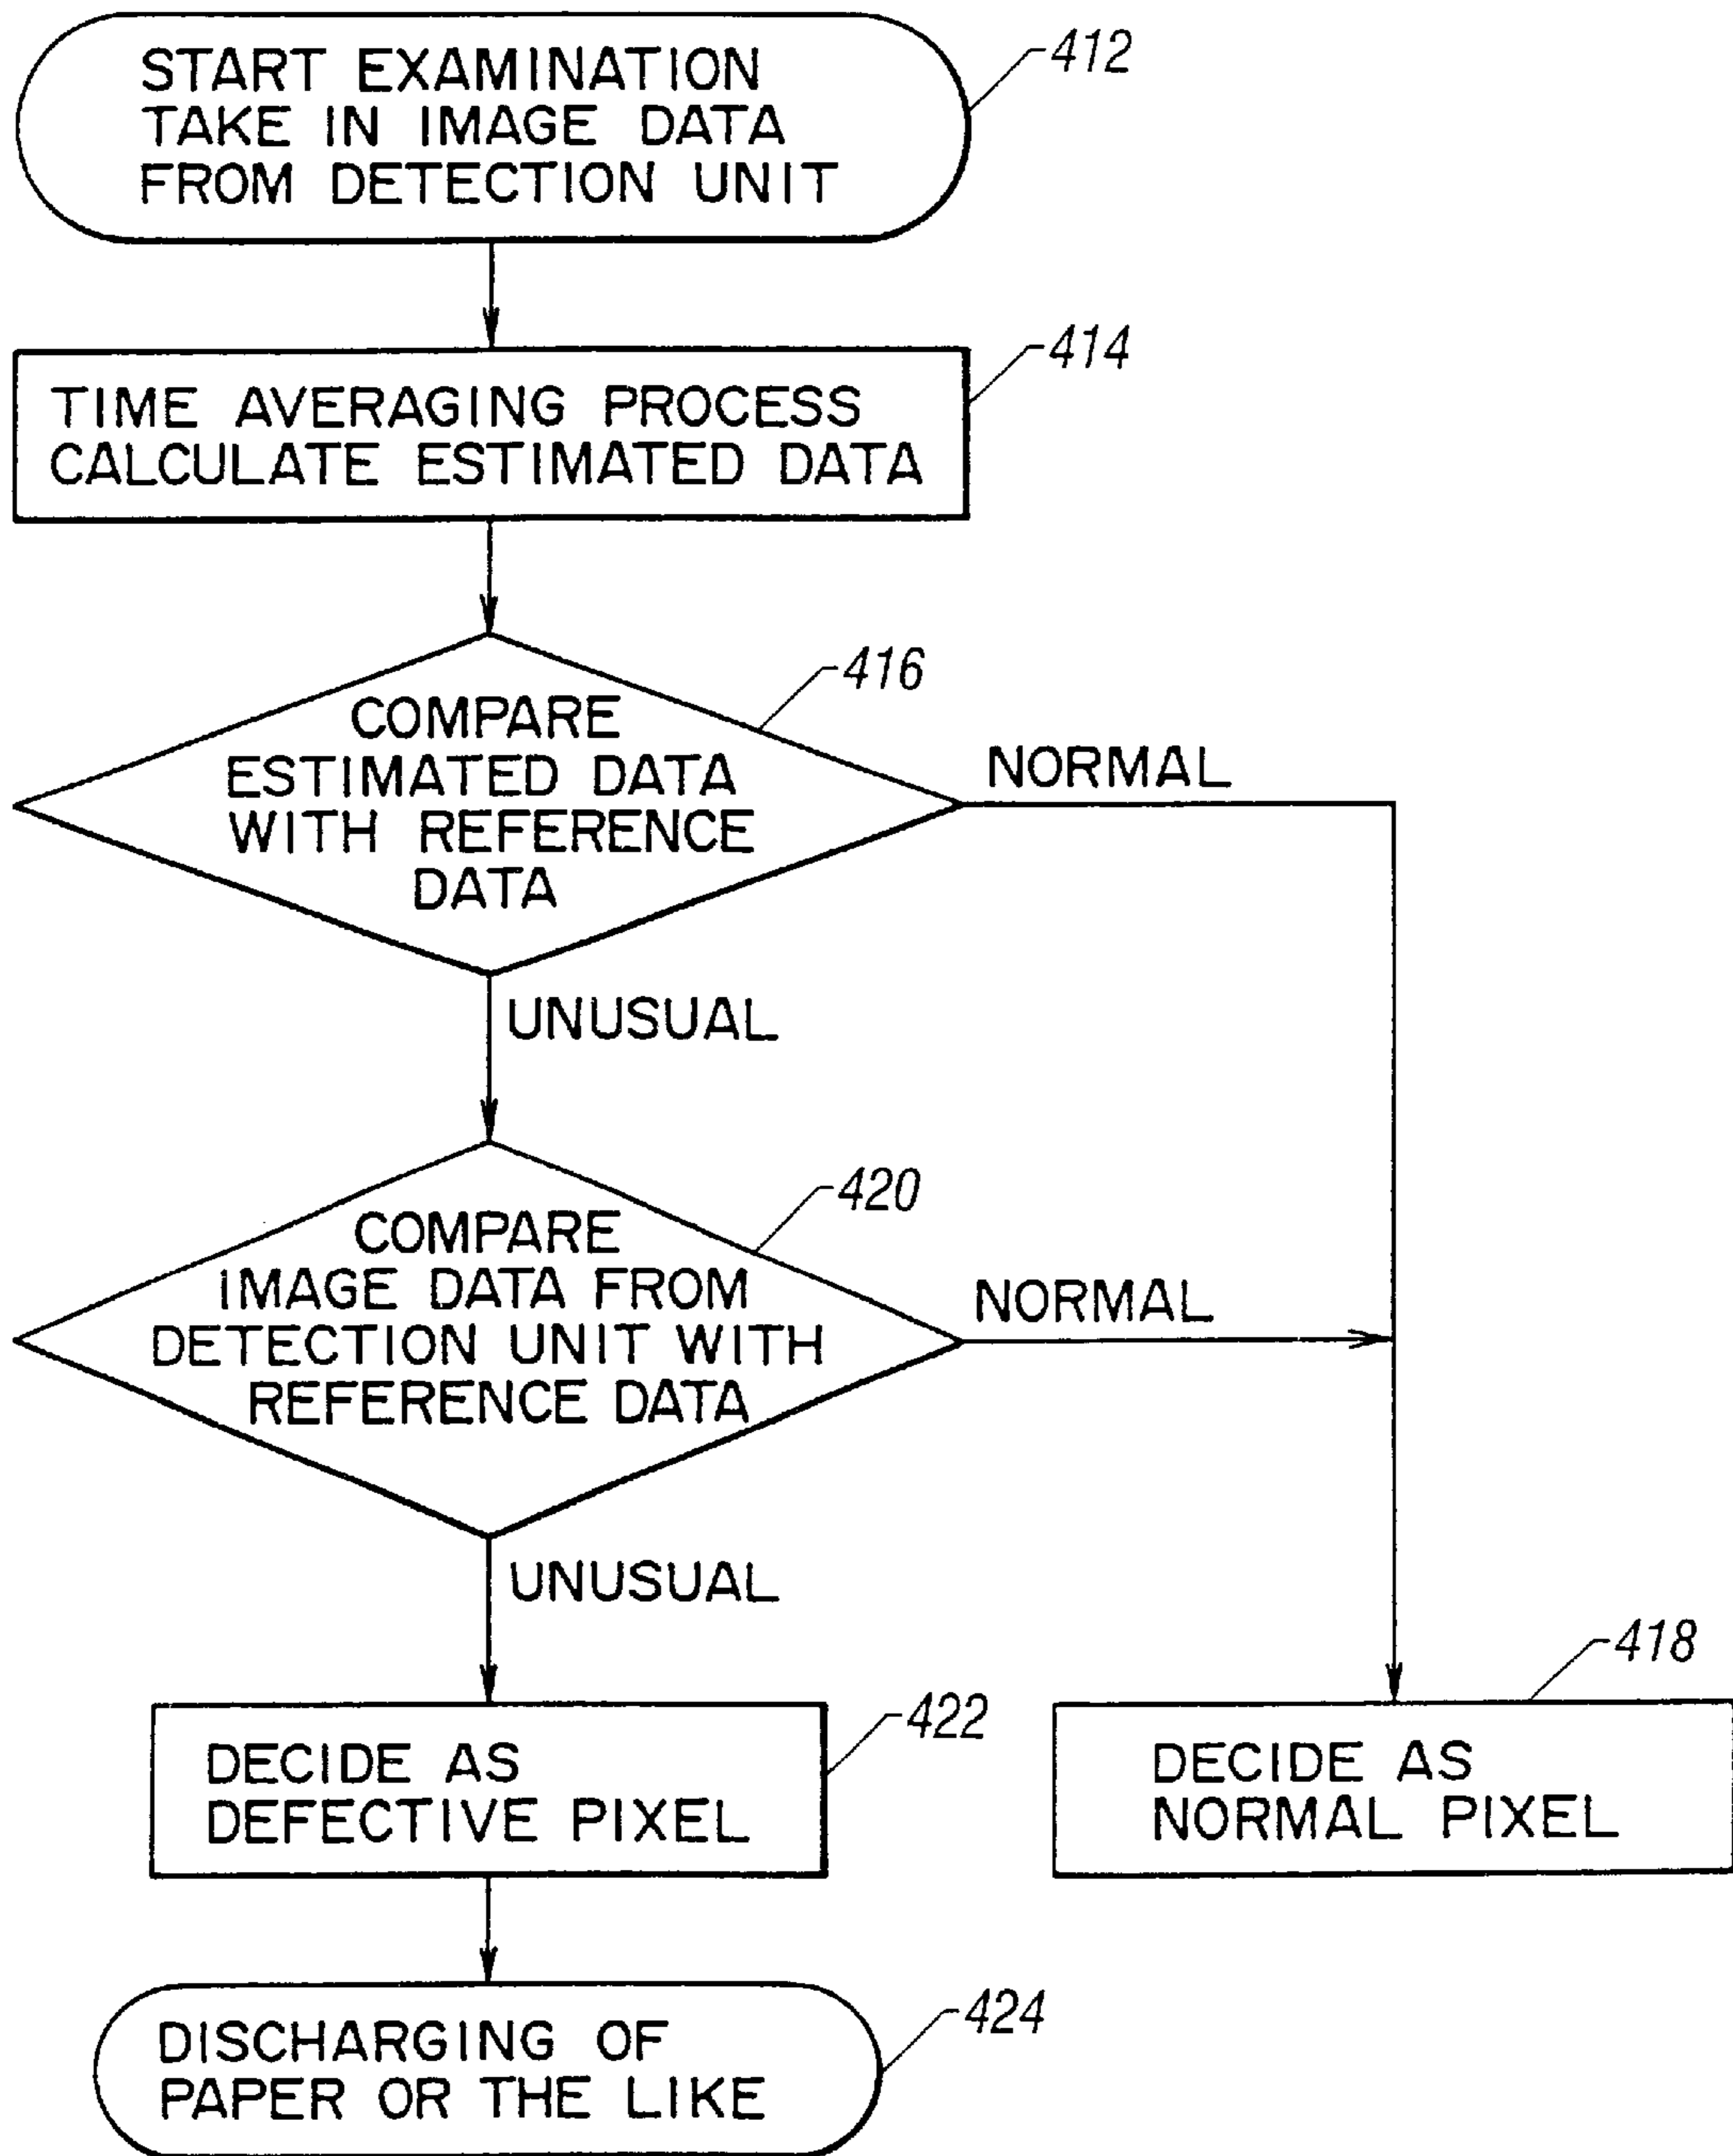 START EXAMINATION
TAKE IN IMAGE DATA
FROM DETECTION UNIT
412
TIME AVERAGING PROCESS
CALCULATE ESTIMATED DATA
414
COMPARE
ESTIMATED DATA
WITH REFERENCE
DATA
416
NORMAL
UNUSUAL
COMPARE
IMAGE DATA FROM
DETECTION UNIT WITH
REFERENCE DATA
420
NORMAL
UNUSUAL
DECIDE AS
DEFECTIVE PIXEL
422
DECIDE AS
NORMAL PIXEL
418
DISCHARGING OF
PAPER OR THE LIKE
424